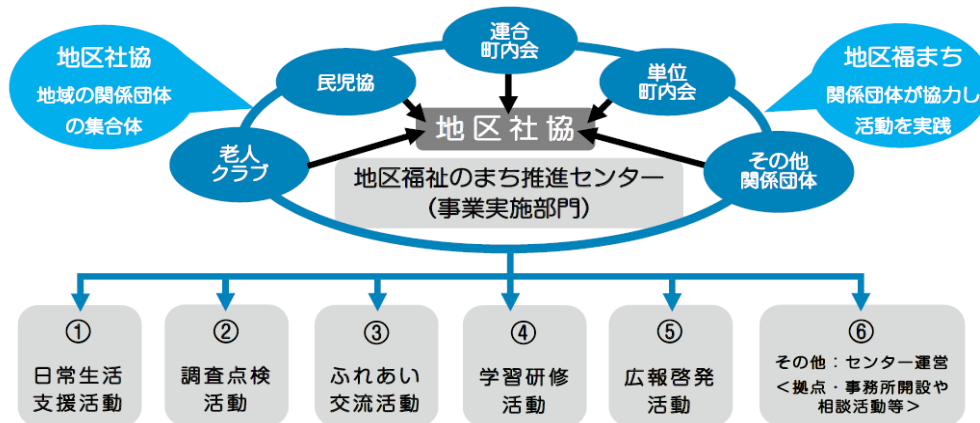 連合
町内会
地区社協
地域の関係団体
の集合体
民児協
単位
町内会
地区福まち
関係団体が協力し
活動を実践
地区社協
老人
クラブ
その他
関係団体
地区福祉のまち推進センター
(事業実施部門)
①
日常生活
支援活動
②
調査点検
活動
③
ふれあい
交流活動
④
学習研修
活動
⑤
広報啓発
活動
⑥
その他：センター運営
<拠点・事務所開設や
相談活動等>